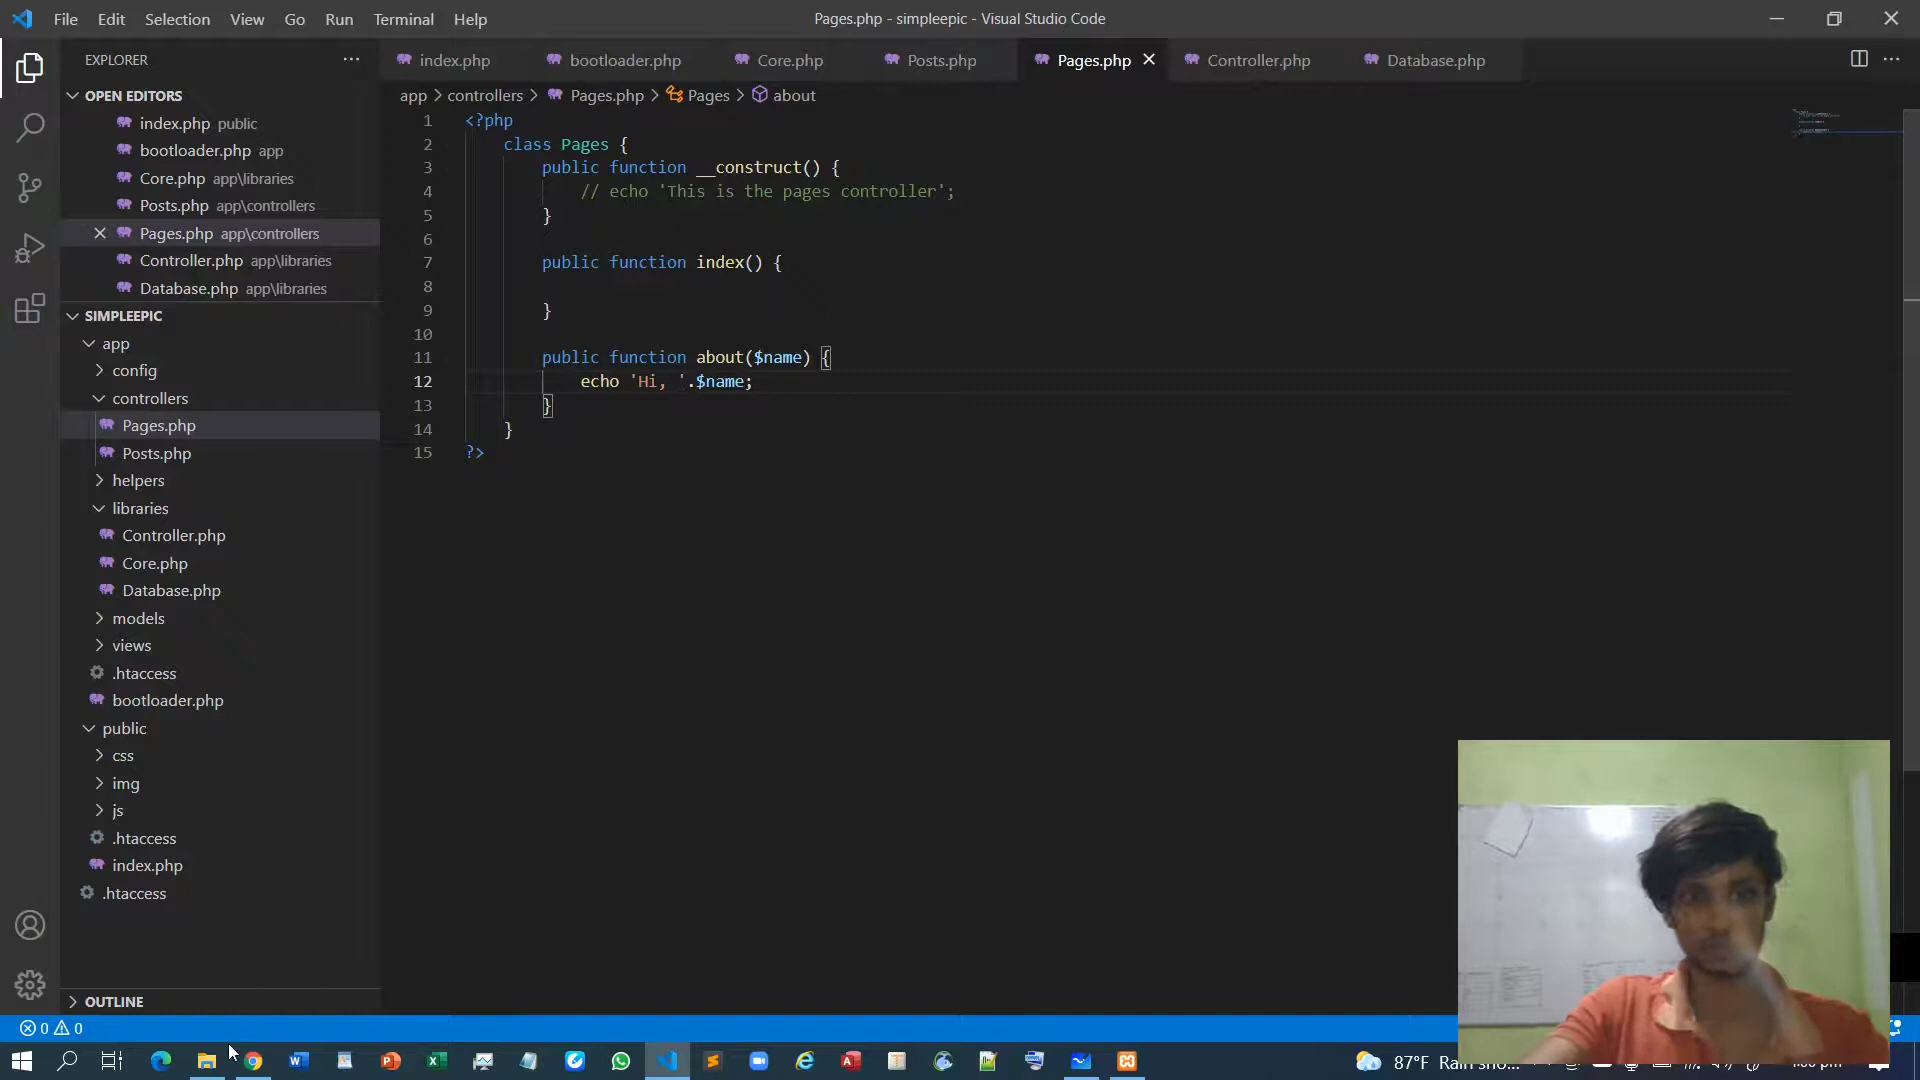 File Edit Selection View Go Run Terminal Help
Pages.php - simpleepic - Visual Studio Code
EXPLORER
OPEN EDITORS
index.php public
bootloader.php app
Core.php app\libraries
Posts.php app\controllers
Pages.php app\controllers
Controller.php app\libraries
Database.php app\libraries
SIMPLEEPIC
app
config
controllers
Pages.php
Posts.php
helpers
libraries
Controller.php
Core.php
Database.php
models
views
.htaccess
bootloader.php
public
css
img
js
.htaccess
index.php
.htaccess
OUTLINE
index.php bootloader.php Core.php Posts.php Pages.php Controller.php Database.php
app > controllers > Pages.php > Pages > about
1 <?php
2 class Pages {
3 public function __construct() {
4 // echo 'This is the pages controller';
5 }
6
7 public function index() {
8
9 }
10
11 public function about($name) {
12 echo 'Hi, '.$name;
13 }
14 }
15 ?>
0 0
87°F Rain sho...